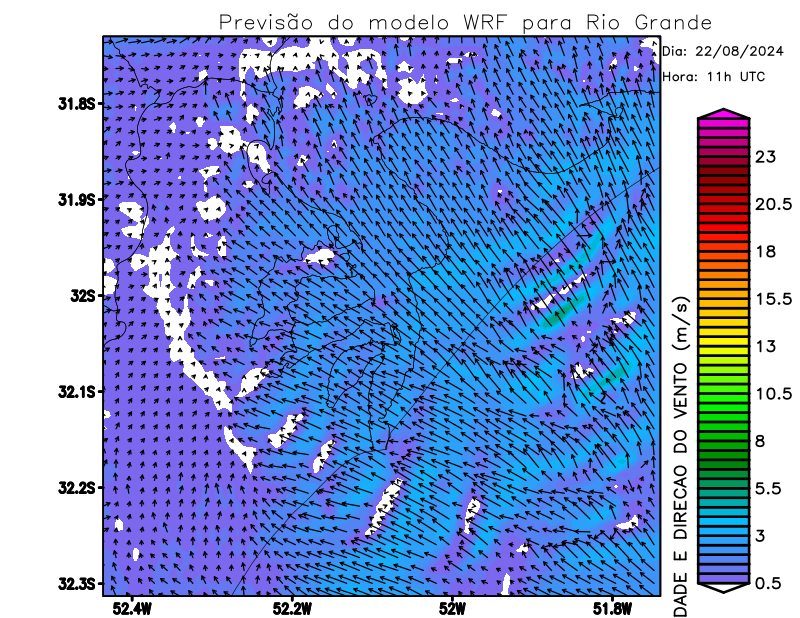 Previsão do modelo WRF para Rio Grande
Dia: 22/08/2024
Hora: 11h UTC
31.8S
31.9S
32S
32.1S
32.2S
32.3S
52.4W
52.2W
52W
51.8W
DADE E DIRECAO DO VENTO (m/s)
23
20.5
18
15.5
13
10.5
8
5.5
3
0.5